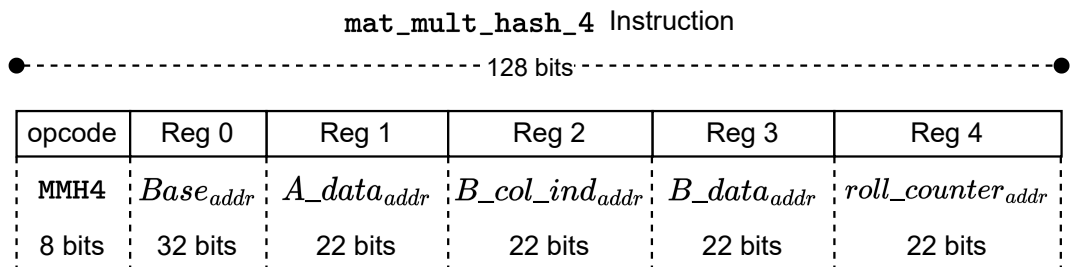 mat_mult_hash_4 Instruction
128 bits
opcode Reg 0 Reg 1 Reg 2 Reg 3 Reg 4
MMH4 Base_addr A_data_addr B_col_ind_addr B_data_addr roll_counter_addr
8 bits 32 bits 22 bits 22 bits 22 bits 22 bits